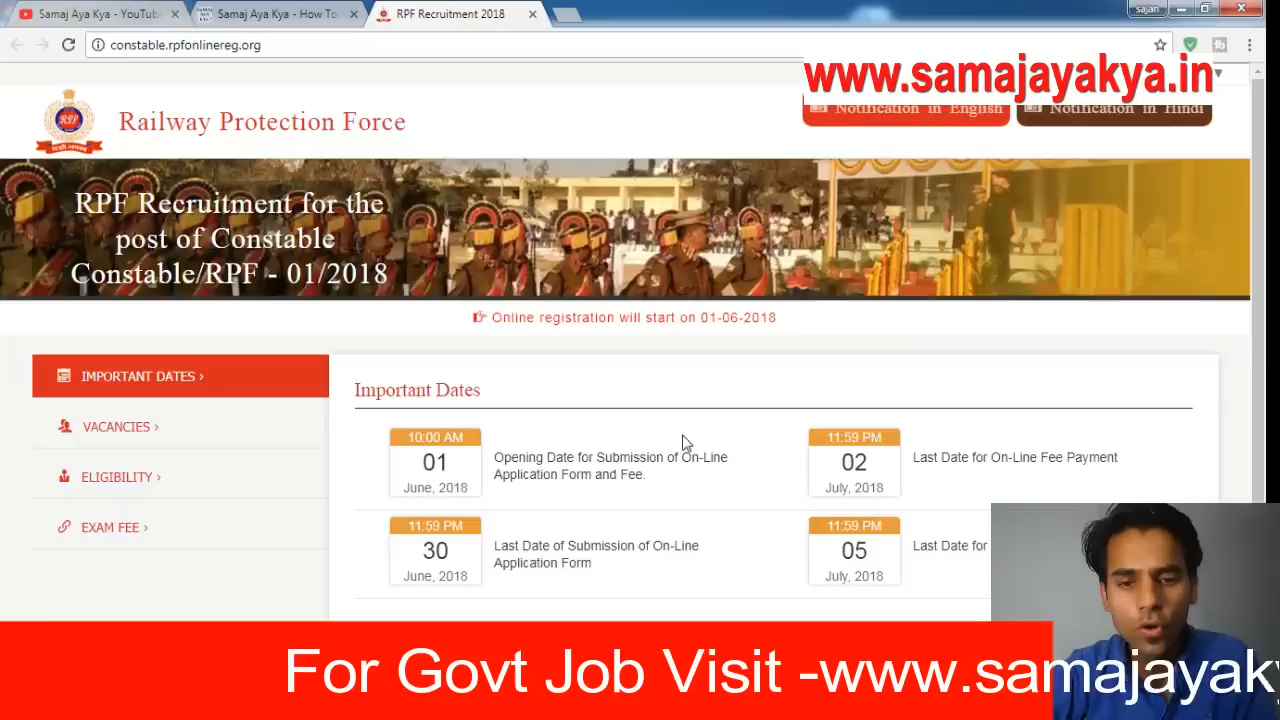 Samaj Aya Kya - YouTub
Samaj Aya Kya - How To
RPF Recruitment 2018
sajan
constable.rpfonlinereg.org
www.samajayakya.in
Railway Protection Force
Notification in English
Notification in Hindi
RPF Recruitment for the
post of Constable
Constable/RPF - 01/2018
Online registration will start on 01-06-2018
IMPORTANT DATES ›
VACANCIES ›
ELIGIBILITY ›
EXAM FEE ›
Important Dates
10:00 AM
01
June, 2018
Opening Date for Submission of On-Line
Application Form and Fee.
11:59 PM
02
July, 2018
Last Date for On-Line Fee Payment
11:59 PM
30
June, 2018
Last Date of Submission of On-Line
Application Form
11:59 PM
05
July, 2018
Last Date for
For Govt Job Visit -www.samajayaky